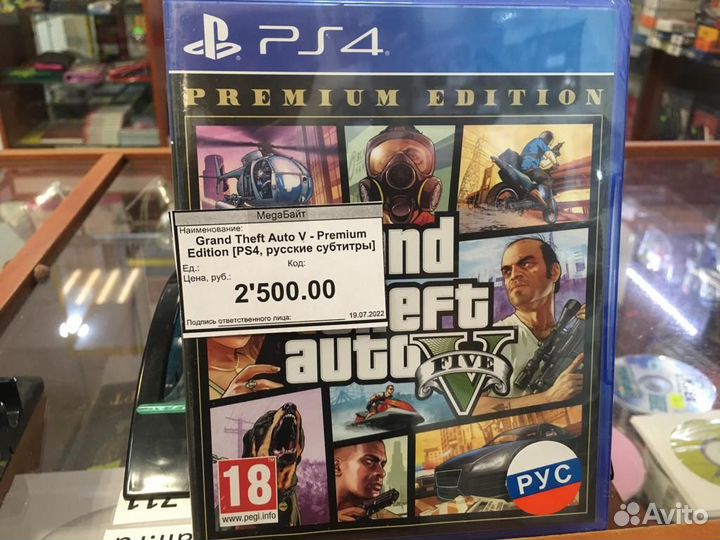 PS4
PREMIUM EDITION
MegaБайт
Наименование:
Grand Theft Auto V - Premium
Edition [PS4, русские субтитры]
Ед.: Код:
Цена, руб.:
2'500.00
Подпись ответственного лица: 19.07.2022
auto V
FIVE
18
www.pegi.info
РУС
711
Avito